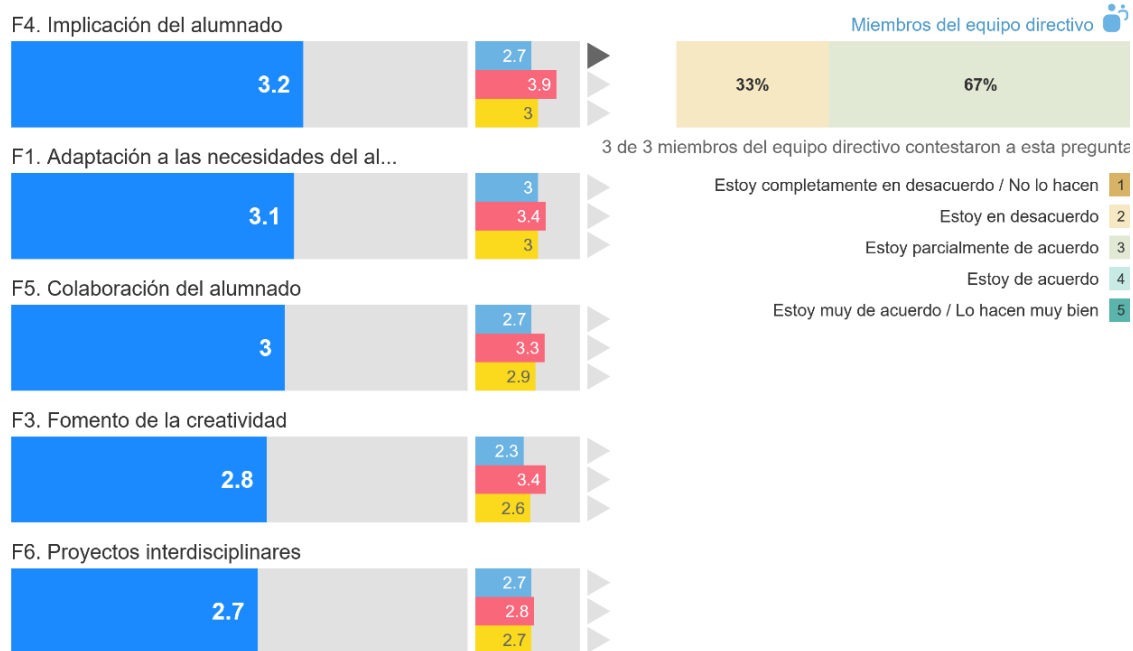 F4. Implicación del alumnado
3.2
2.7
3.9
3
F1. Adaptación a las necesidades del al...
3.1
3
3.4
3
F5. Colaboración del alumnado
3
2.7
3.3
2.9
F3. Fomento de la creatividad
2.8
2.3
3.4
2.6
F6. Proyectos interdisciplinares
2.7
2.7
2.8
2.7
Miembros del equipo directivo
33% 67%
3 de 3 miembros del equipo directivo contestaron a esta pregunta
Estoy completamente en desacuerdo / No lo hacen 1
Estoy en desacuerdo 2
Estoy parcialmente de acuerdo 3
Estoy de acuerdo 4
Estoy muy de acuerdo / Lo hacen muy bien 5